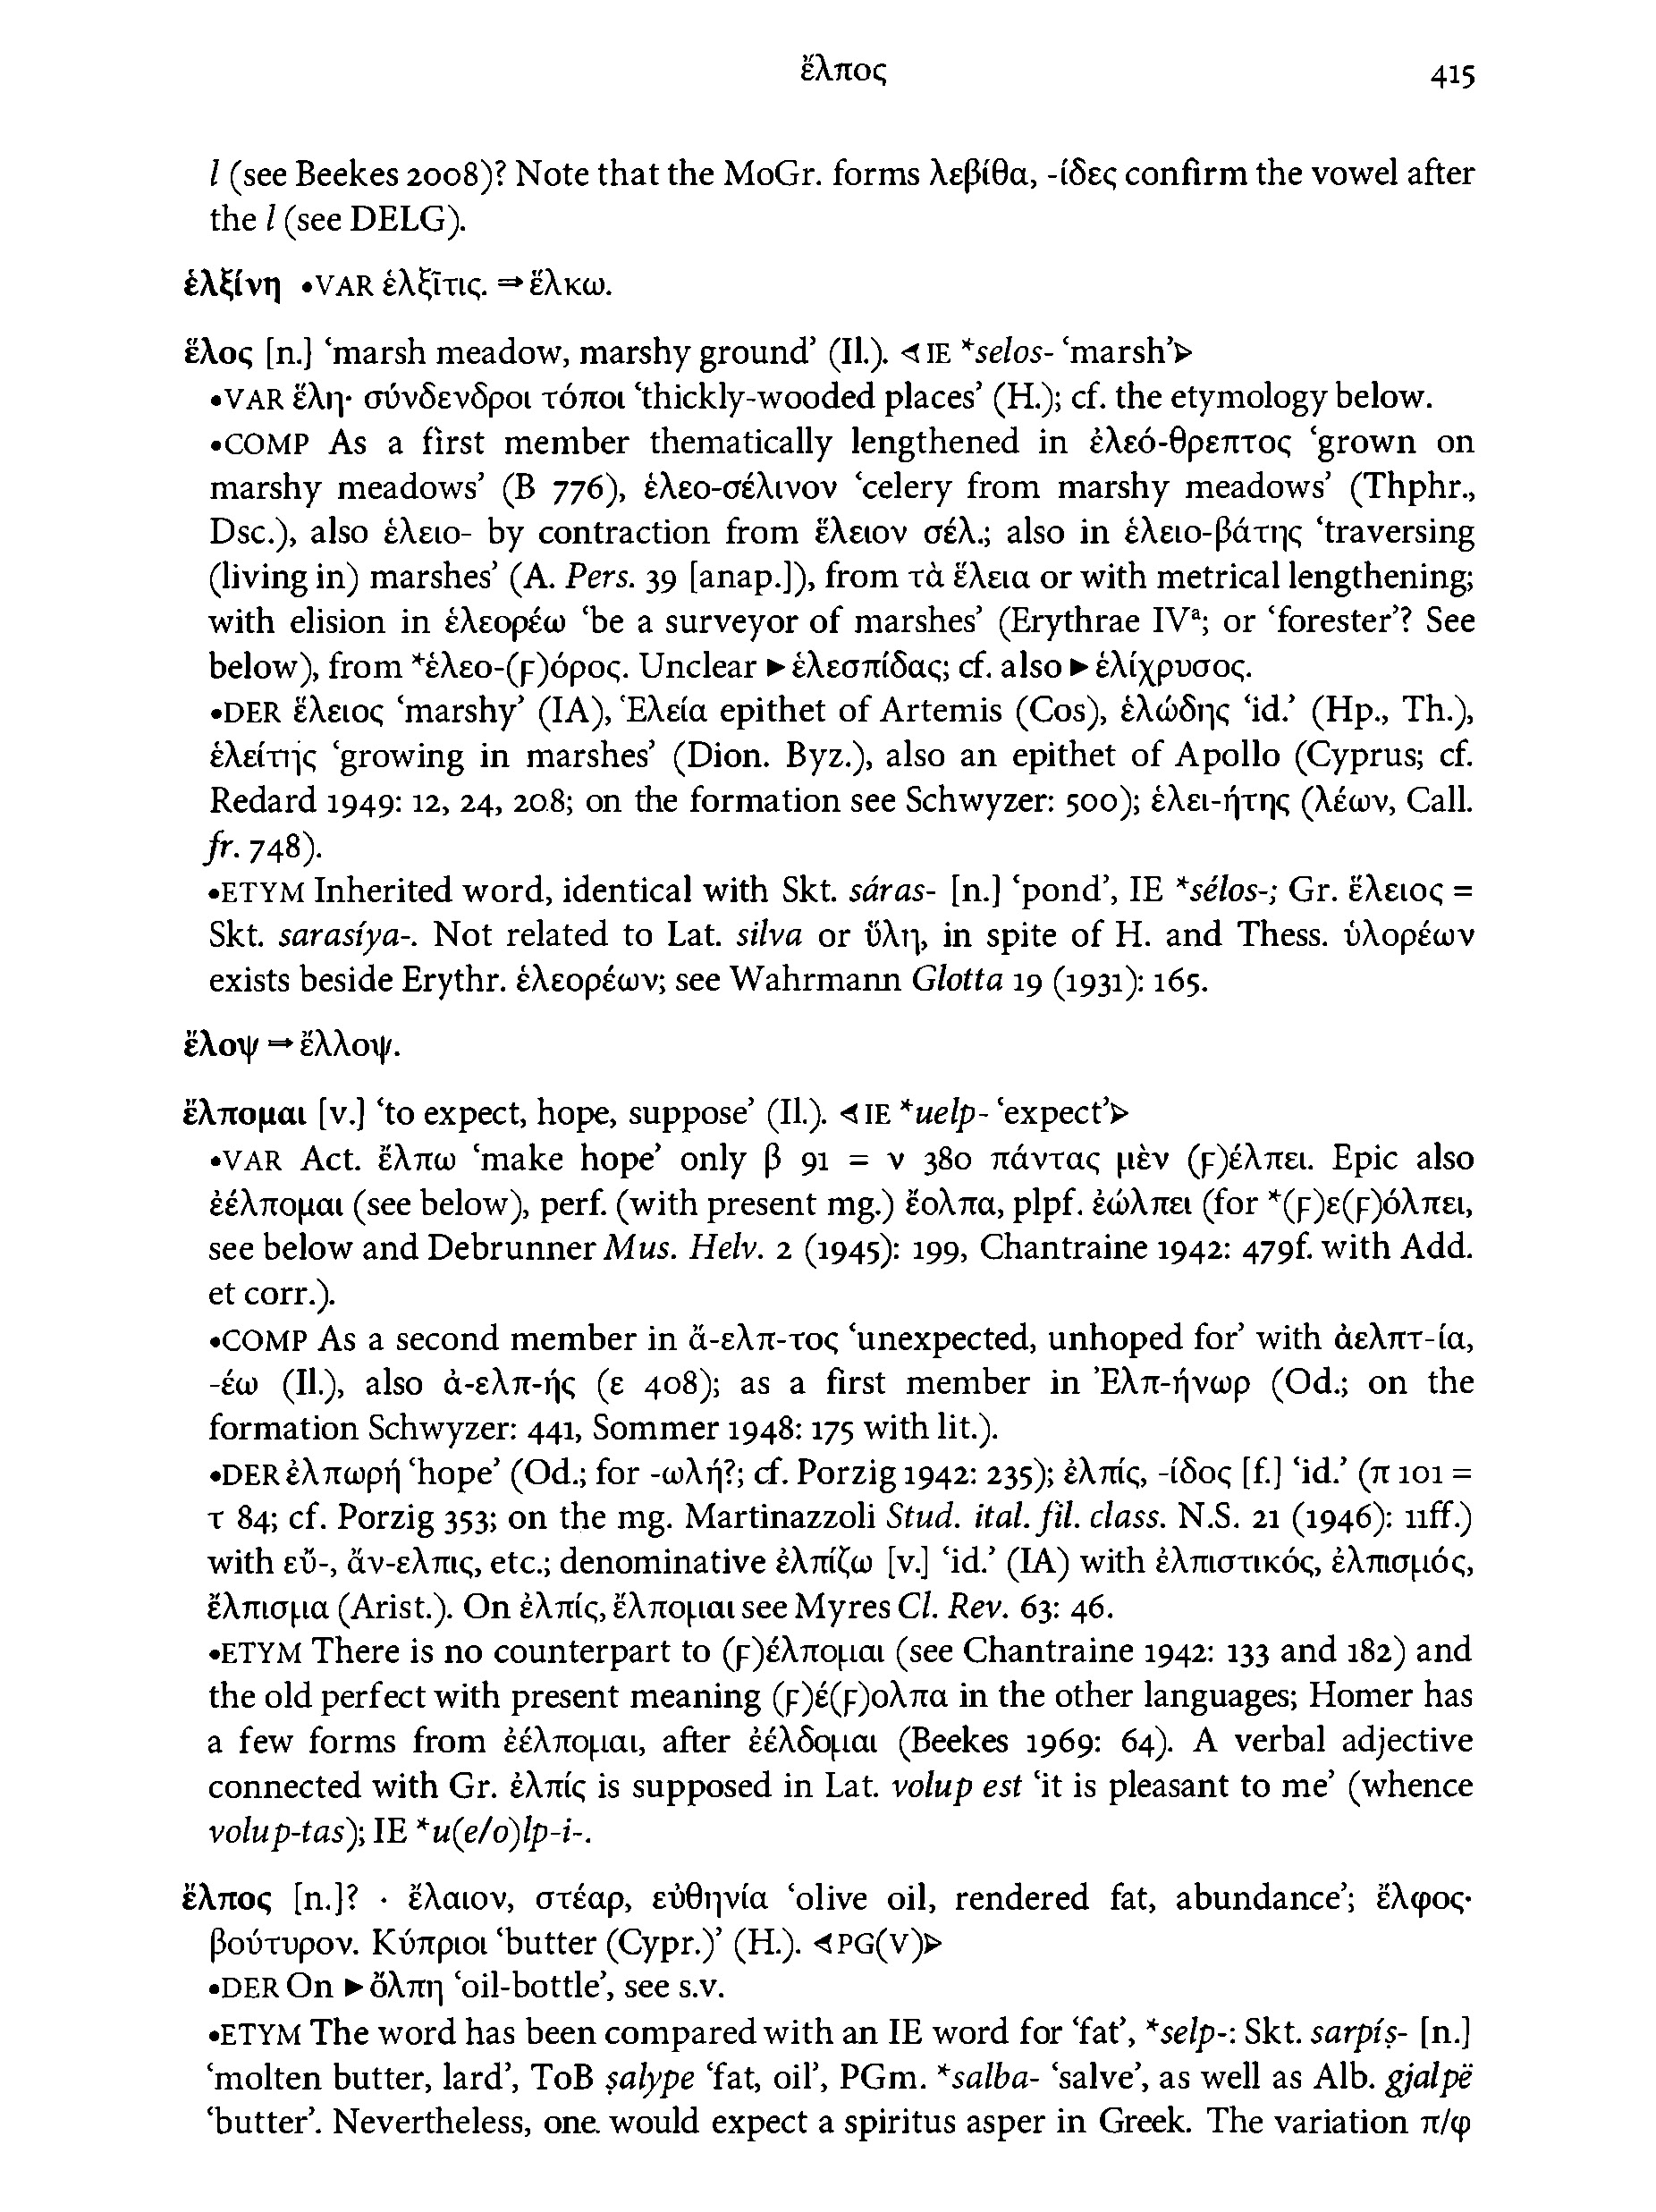 ἔλπος 415
l (see Beekes 2008)? Note that the MoGr. forms λεβίθα, -ίδες confirm the vowel after
the l (see DELG).
ἑλξίνη •VAR ἑλξῖτις. ⇒ ἕλκω.
ἕλος [n.] ‘marsh meadow, marshy ground’ (Il.). ⊲ IE *selos- ‘marsh’⊳
•VAR ἕλη· σύνδενδροι τόποι ‘thickly-wooded places’ (H.); cf. the etymology below.
•COMP As a first member thematically lengthened in ἑλεό-θρεπτος ‘grown on
marshy meadows’ (Β 776), ἑλεο-σέλινον ‘celery from marshy meadows’ (Thphr.,
Dsc.), also ἑλειο- by contraction from ἕλειον σέλ.; also in ἑλειο-βάτης ‘traversing
(living in) marshes’ (A. Pers. 39 [anap.]), from τὰ ἕλεια or with metrical lengthening;
with elision in ἑλεορέω ‘be a surveyor of marshes’ (Erythrae IVª; or ‘forester’? See
below), from *ἑλεο-(ϝ)όρος. Unclear ►ἑλεσπίδας; cf. also ►ἑλίχρυσος.
•DER ἕλειος ‘marshy’ (IA), Ἑλεία epithet of Artemis (Cos), ἑλώδης ‘id.’ (Hp., Th.),
ἑλείτης ‘growing in marshes’ (Dion. Byz.), also an epithet of Apollo (Cyprus; cf.
Redard 1949: 12, 24, 208; on the formation see Schwyzer: 500); ἑλει-ήτης (λέων, Call.
fr. 748).
•ETYM Inherited word, identical with Skt. sáras- [n.] ‘pond’, IE *sélos-; Gr. ἕλειος =
Skt. sarasíya-. Not related to Lat. silva or ὕλη, in spite of H. and Thess. ὑλορέων
exists beside Erythr. ἑλεορέων; see Wahrmann Glotta 19 (1931): 165.
ἔλοψ ⇒ ἔλλοψ.
ἔλπομαι [v.] ‘to expect, hope, suppose’ (Il.). ⊲ IE *uelp- ‘expect’⊳
•VAR Act. ἔλπω ‘make hope’ only β 91 = ν 380 πάντας μὲν (ϝ)έλπει. Epic also
ἐέλπομαι (see below), perf. (with present mg.) ἔολπα, plpf. ἐώλπει (for *(ϝ)ε(ϝ)όλπει,
see below and Debrunner Mus. Helv. 2 (1945): 199, Chantraine 1942: 479f. with Add.
et corr.).
•COMP As a second member in ἄ-ελπ-τος ‘unexpected, unhoped for’ with ἀελπτ-ία,
-έω (Il.), also ἀ-ελπ-ής (ε 408); as a first member in Ἐλπ-ήνωρ (Od.; on the
formation Schwyzer: 441, Sommer 1948: 175 with lit.).
•DER ἐλπωρή ‘hope’ (Od.; for -ωλή?; cf. Porzig 1942: 235); ἐλπίς, -ίδος [f.] ‘id.’ (π 101 =
τ 84; cf. Porzig 353; on the mg. Martinazzoli Stud. ital. fil. class. N.S. 21 (1946): 11ff.)
with εὔ-, ἄν-ελπις, etc.; denominative ἐλπίζω [v.] ‘id.’ (IA) with ἐλπιστικός, ἐλπισμός,
ἔλπισμα (Arist.). On ἐλπίς, ἔλπομαι see Myres Cl. Rev. 63: 46.
•ETYM There is no counterpart to (ϝ)έλπομαι (see Chantraine 1942: 133 and 182) and
the old perfect with present meaning (ϝ)έ(ϝ)ολπα in the other languages; Homer has
a few forms from ἐέλπομαι, after ἐέλδομαι (Beekes 1969: 64). A verbal adjective
connected with Gr. ἐλπίς is supposed in Lat. volup est ‘it is pleasant to me’ (whence
volup-tas); IE *u(e/o)lp-i-.
ἔλπος [n.]? · ἔλαιον, στέαρ, εὐθηνία ‘olive oil, rendered fat, abundance’; ἔλφος·
βούτυρον. Κύπριοι ‘butter (Cypr.)’ (H.). ⊲PG(V)⊳
•DER On ►ὄλπη ‘oil-bottle’, see s.v.
•ETYM The word has been compared with an IE word for ‘fat’, *selp-: Skt. sarpíṣ- [n.]
‘molten butter, lard’, ToB ṣalype ‘fat, oil’, PGm. *salba- ‘salve’, as well as Alb. gjalpë
‘butter’. Nevertheless, one would expect a spiritus asper in Greek. The variation π/φ